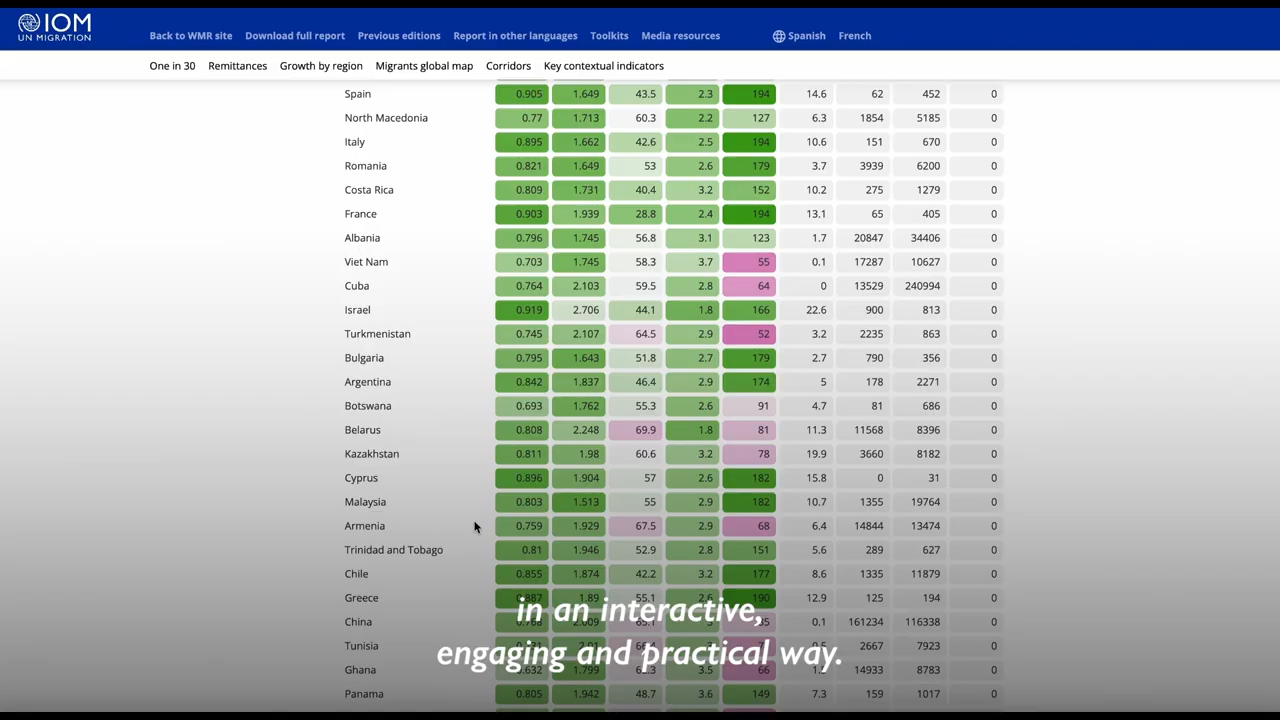 IOM
UN MIGRATION
Back to WMR site Download full report Previous editions Report in other languages Toolkits Media resources Spanish French
One in 30 Remittances Growth by region Migrants global map Corridors Key contextual indicators
Spain 0.905 1.649 43.5 2.3 194 14.6 62 452 0
North Macedonia 0.77 1.713 60.3 2.2 127 6.3 1854 5185 0
Italy 0.895 1.662 42.6 2.5 194 10.6 151 670 0
Romania 0.821 1.649 53 2.6 179 3.7 3939 6200 0
Costa Rica 0.809 1.731 40.4 3.2 152 10.2 275 1279 0
France 0.903 1.939 28.8 2.4 194 13.1 65 405 0
Albania 0.796 1.745 56.8 3.1 123 1.7 20847 34406 0
Viet Nam 0.703 1.745 58.3 3.7 55 0.1 17287 10627 0
Cuba 0.764 2.103 59.5 2.8 64 0 13529 240994 0
Israel 0.919 2.706 44.1 1.8 166 22.6 900 813 0
Turkmenistan 0.745 2.107 64.5 2.9 52 3.2 2235 863 0
Bulgaria 0.795 1.643 51.8 2.7 179 2.7 790 356 0
Argentina 0.842 1.837 46.4 2.9 174 5 178 2271 0
Botswana 0.693 1.762 55.3 2.6 91 4.7 81 686 0
Belarus 0.808 2.248 69.9 1.8 81 11.3 11568 8396 0
Kazakhstan 0.811 1.98 60.6 3.2 78 19.9 3660 8182 0
Cyprus 0.896 1.904 57 2.6 182 15.8 0 31 0
Malaysia 0.803 1.513 55 2.9 182 10.7 1355 19764 0
Armenia 0.759 1.929 67.5 2.9 68 6.4 14844 13474 0
Trinidad and Tobago 0.81 1.946 52.9 2.8 151 5.6 289 627 0
Chile 0.855 1.874 42.2 3.2 177 8.6 1335 11879 0
Greece 0.887 1.89 55.1 2.6 190 12.9 125 194 0
in an interactive,
China 0.1 161234 116338 0
Tunisia 2667 7923 0
engaging and practical way.
Ghana 1.799 3.5 66 14933 8783 0
Panama 0.805 1.942 48.7 3.6 149 7.3 159 1017 0